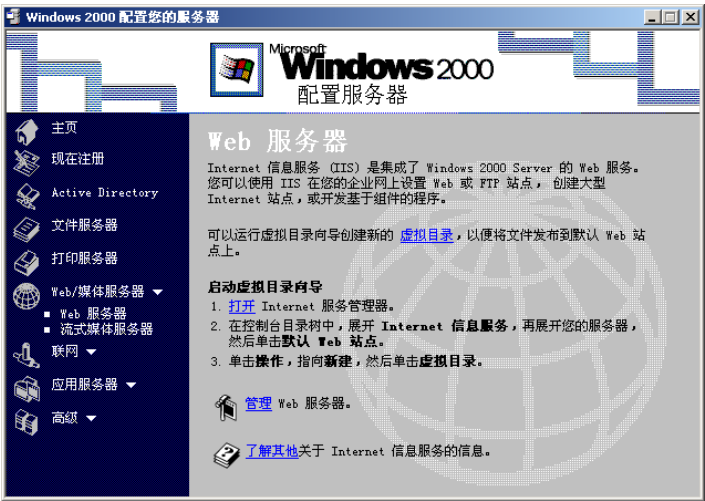 Windows 2000 配置您的服务器
Microsoft
Windows 2000
配置服务器
主页
现在注册
Active Directory
文件服务器
打印服务器
Web/媒体服务器
Web 服务器
流式媒体服务器
联网
应用服务器
高级
Web 服务器
Internet 信息服务 (IIS) 是集成了 Windows 2000 Server 的 Web 服务。
您可以使用 IIS 在您的企业网上设置 Web 或 FTP 站点， 创建大型
Internet 站点，或开发基于组件的程序。
可以运行虚拟目录向导创建新的 虚拟目录，以便将文件发布到默认 Web 站
点上。
启动虚拟目录向导
1. 打开 Internet 服务管理器。
2. 在控制台目录树中，展开 Internet 信息服务，再展开您的服务器，
然后单击默认 Web 站点。
3. 单击操作，指向新建，然后单击虚拟目录。
管理 Web 服务器。
了解其他关于 Internet 信息服务的信息。